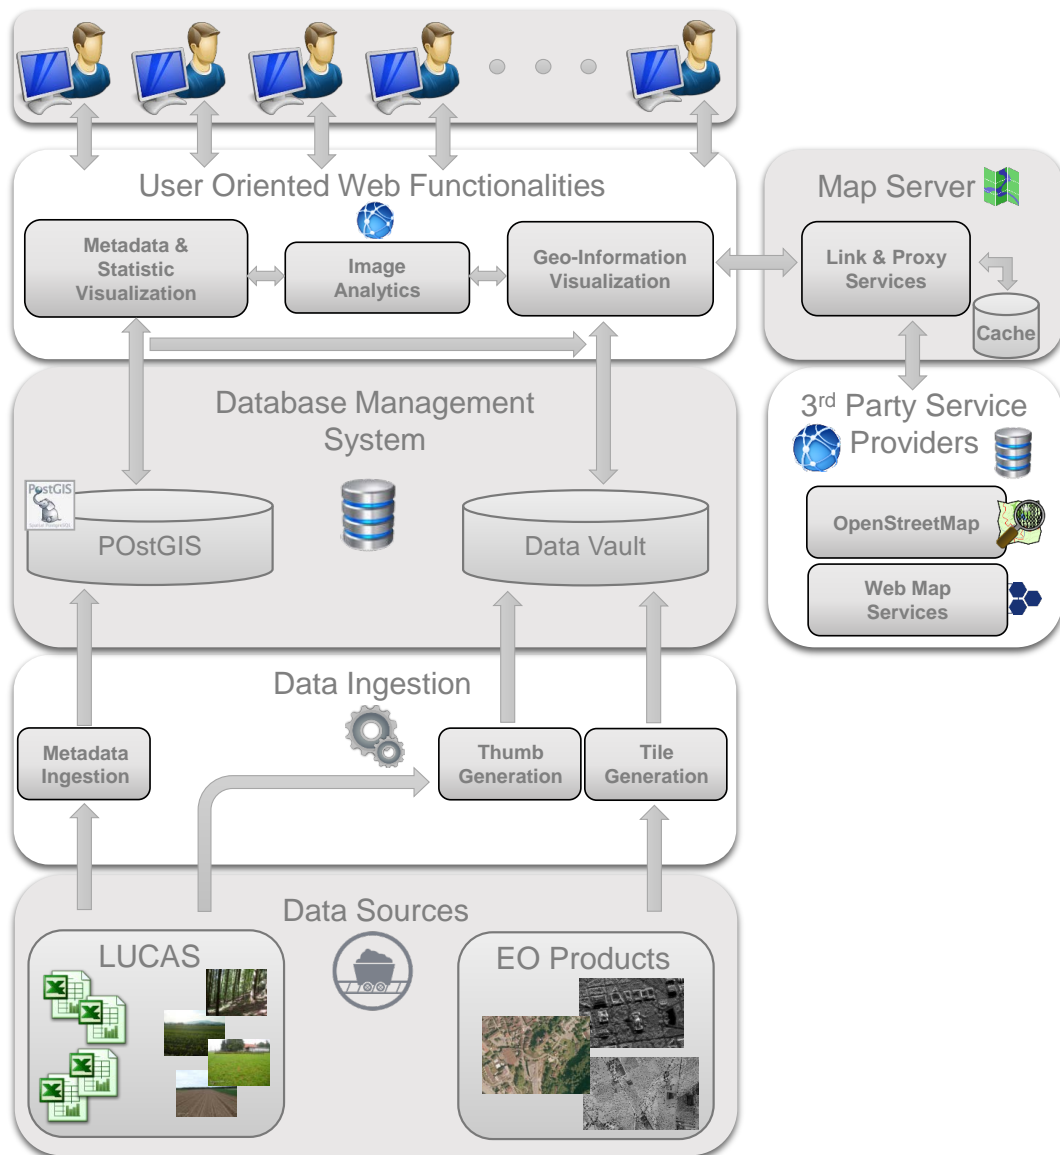 User Oriented Web Functionalities
Metadata &
Statistic
Visualization
Image
Analytics
Geo-Information
Visualization
Map Server
Link & Proxy
Services
Cache
3rd Party Service
Providers
OpenStreetMap
Web Map
Services
Database Management
System
PostGIS
POstGIS
Data Vault
Data Ingestion
Metadada
Ingestion
Thumb
Generation
Tile
Generation
Data Sources
LUCAS
EO Products